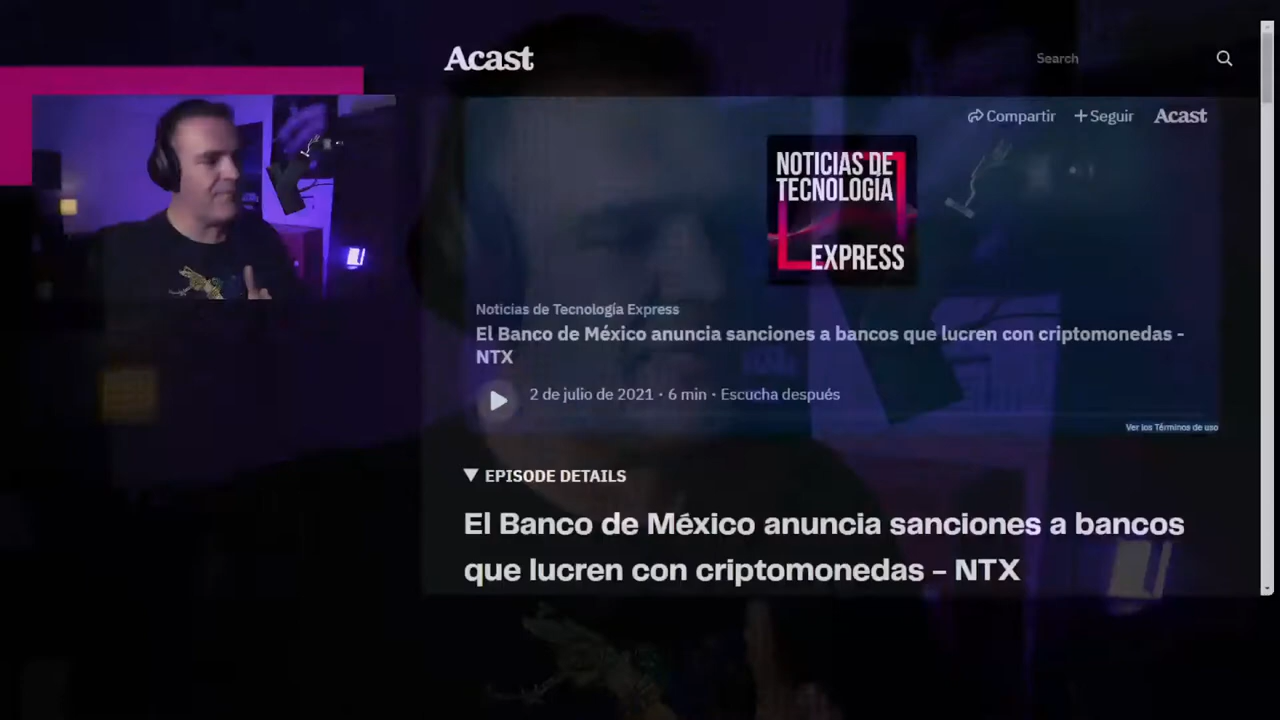 Acast
Search
Compartir
Seguir
Acast
NOTICIAS DE
TECNOLOGÍA
EXPRESS
Noticias de Tecnología Express
El Banco de México anuncia sanciones a bancos que lucren con criptomonedas -
NTX
2 de julio de 2021 · 6 min · Escucha después
Ver los Términos de uso
▼ EPISODE DETAILS
El Banco de México anuncia sanciones a bancos
que lucren con criptomonedas - NTX